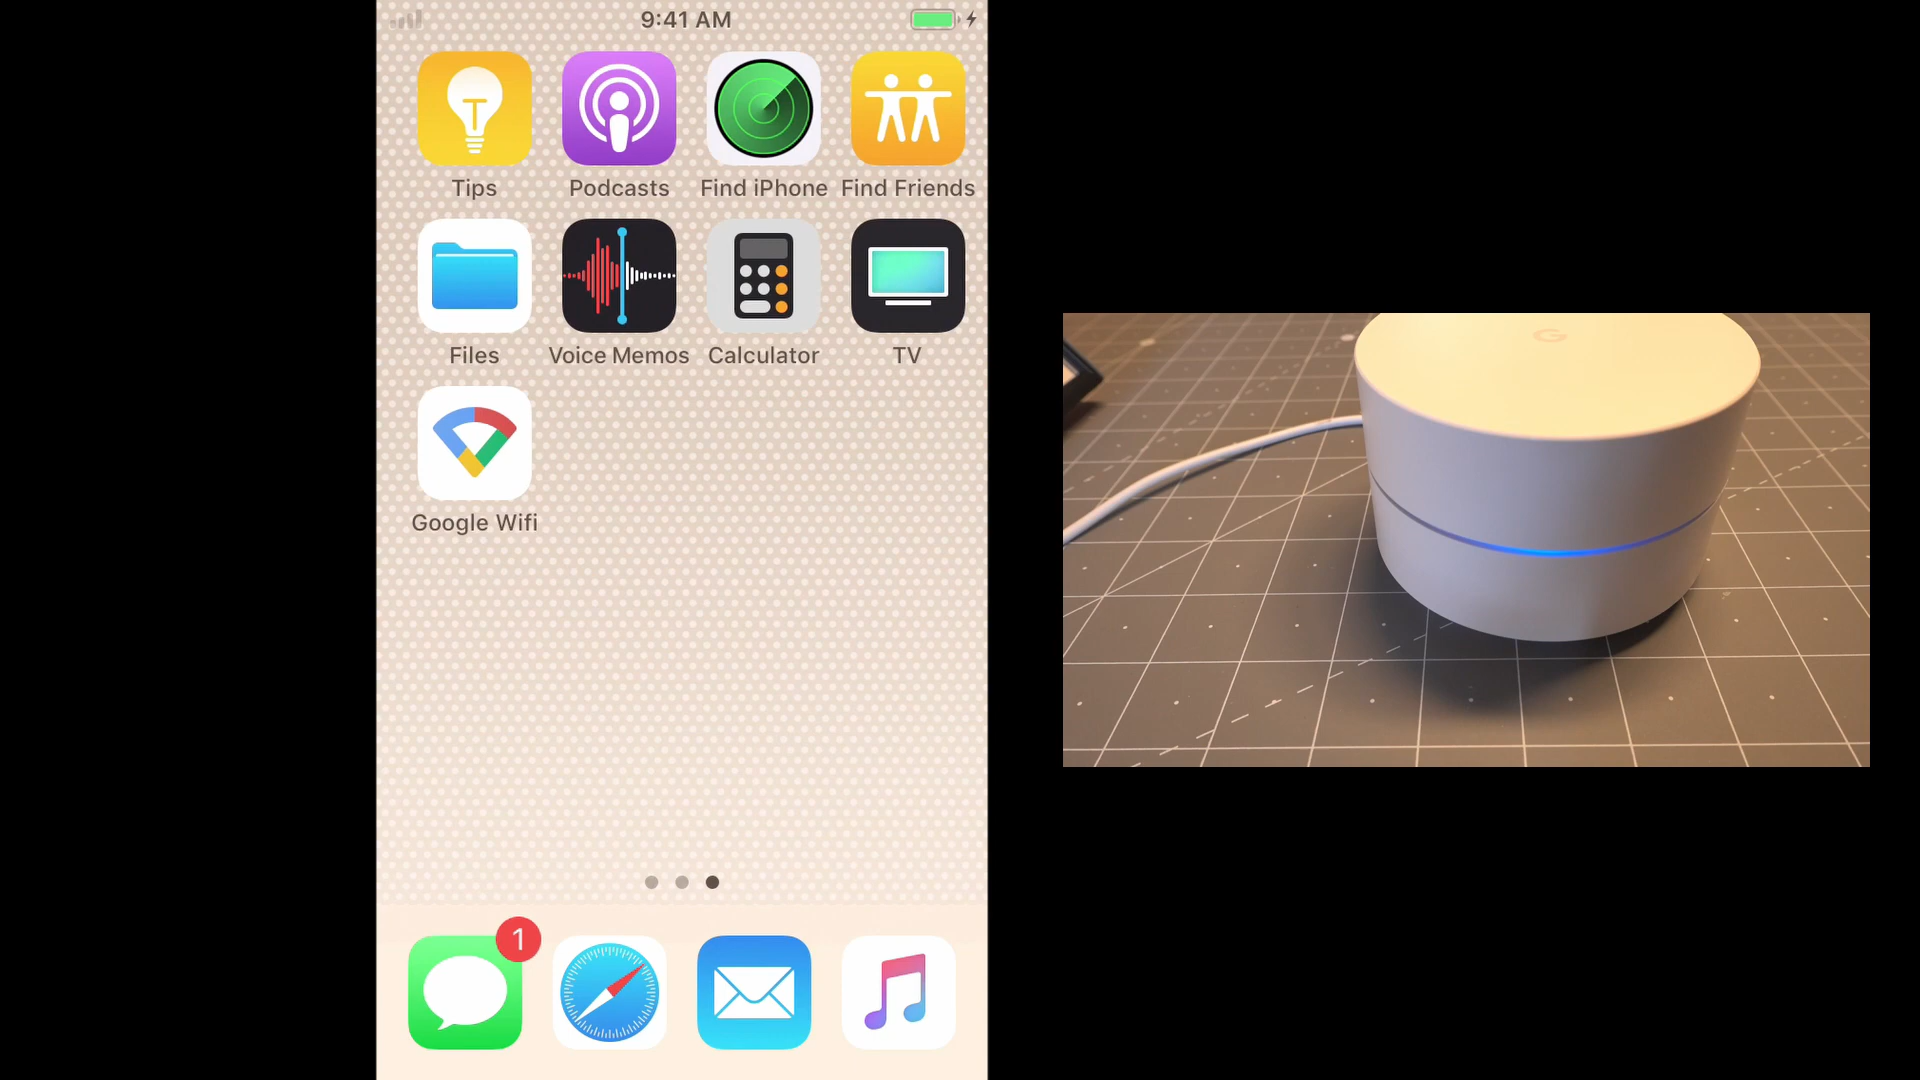 9:41 AM
Tips
Podcasts
Find iPhone
Find Friends
Files
Voice Memos
Calculator
TV
Google Wifi
1
G